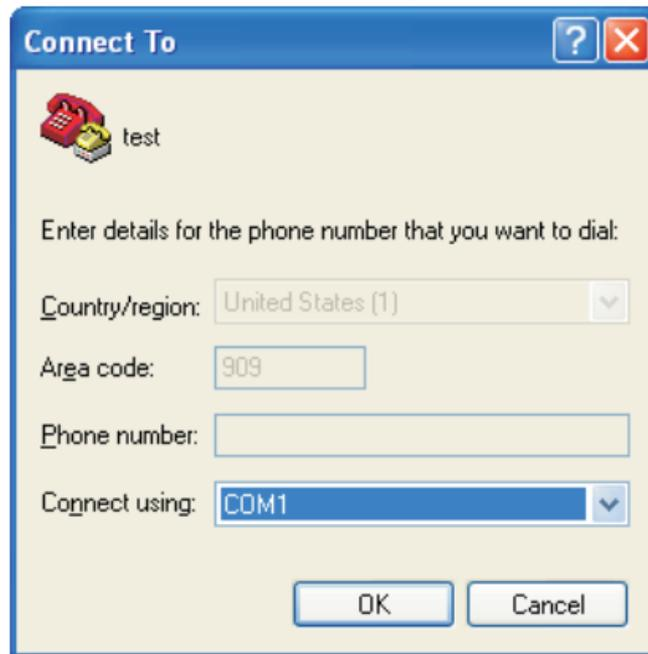 Connect To
test
Enter details for the phone number that you want to dial:
Country/region: United States (1)
Area code: 909
Phone number:
Connect using: COM1
OK Cancel